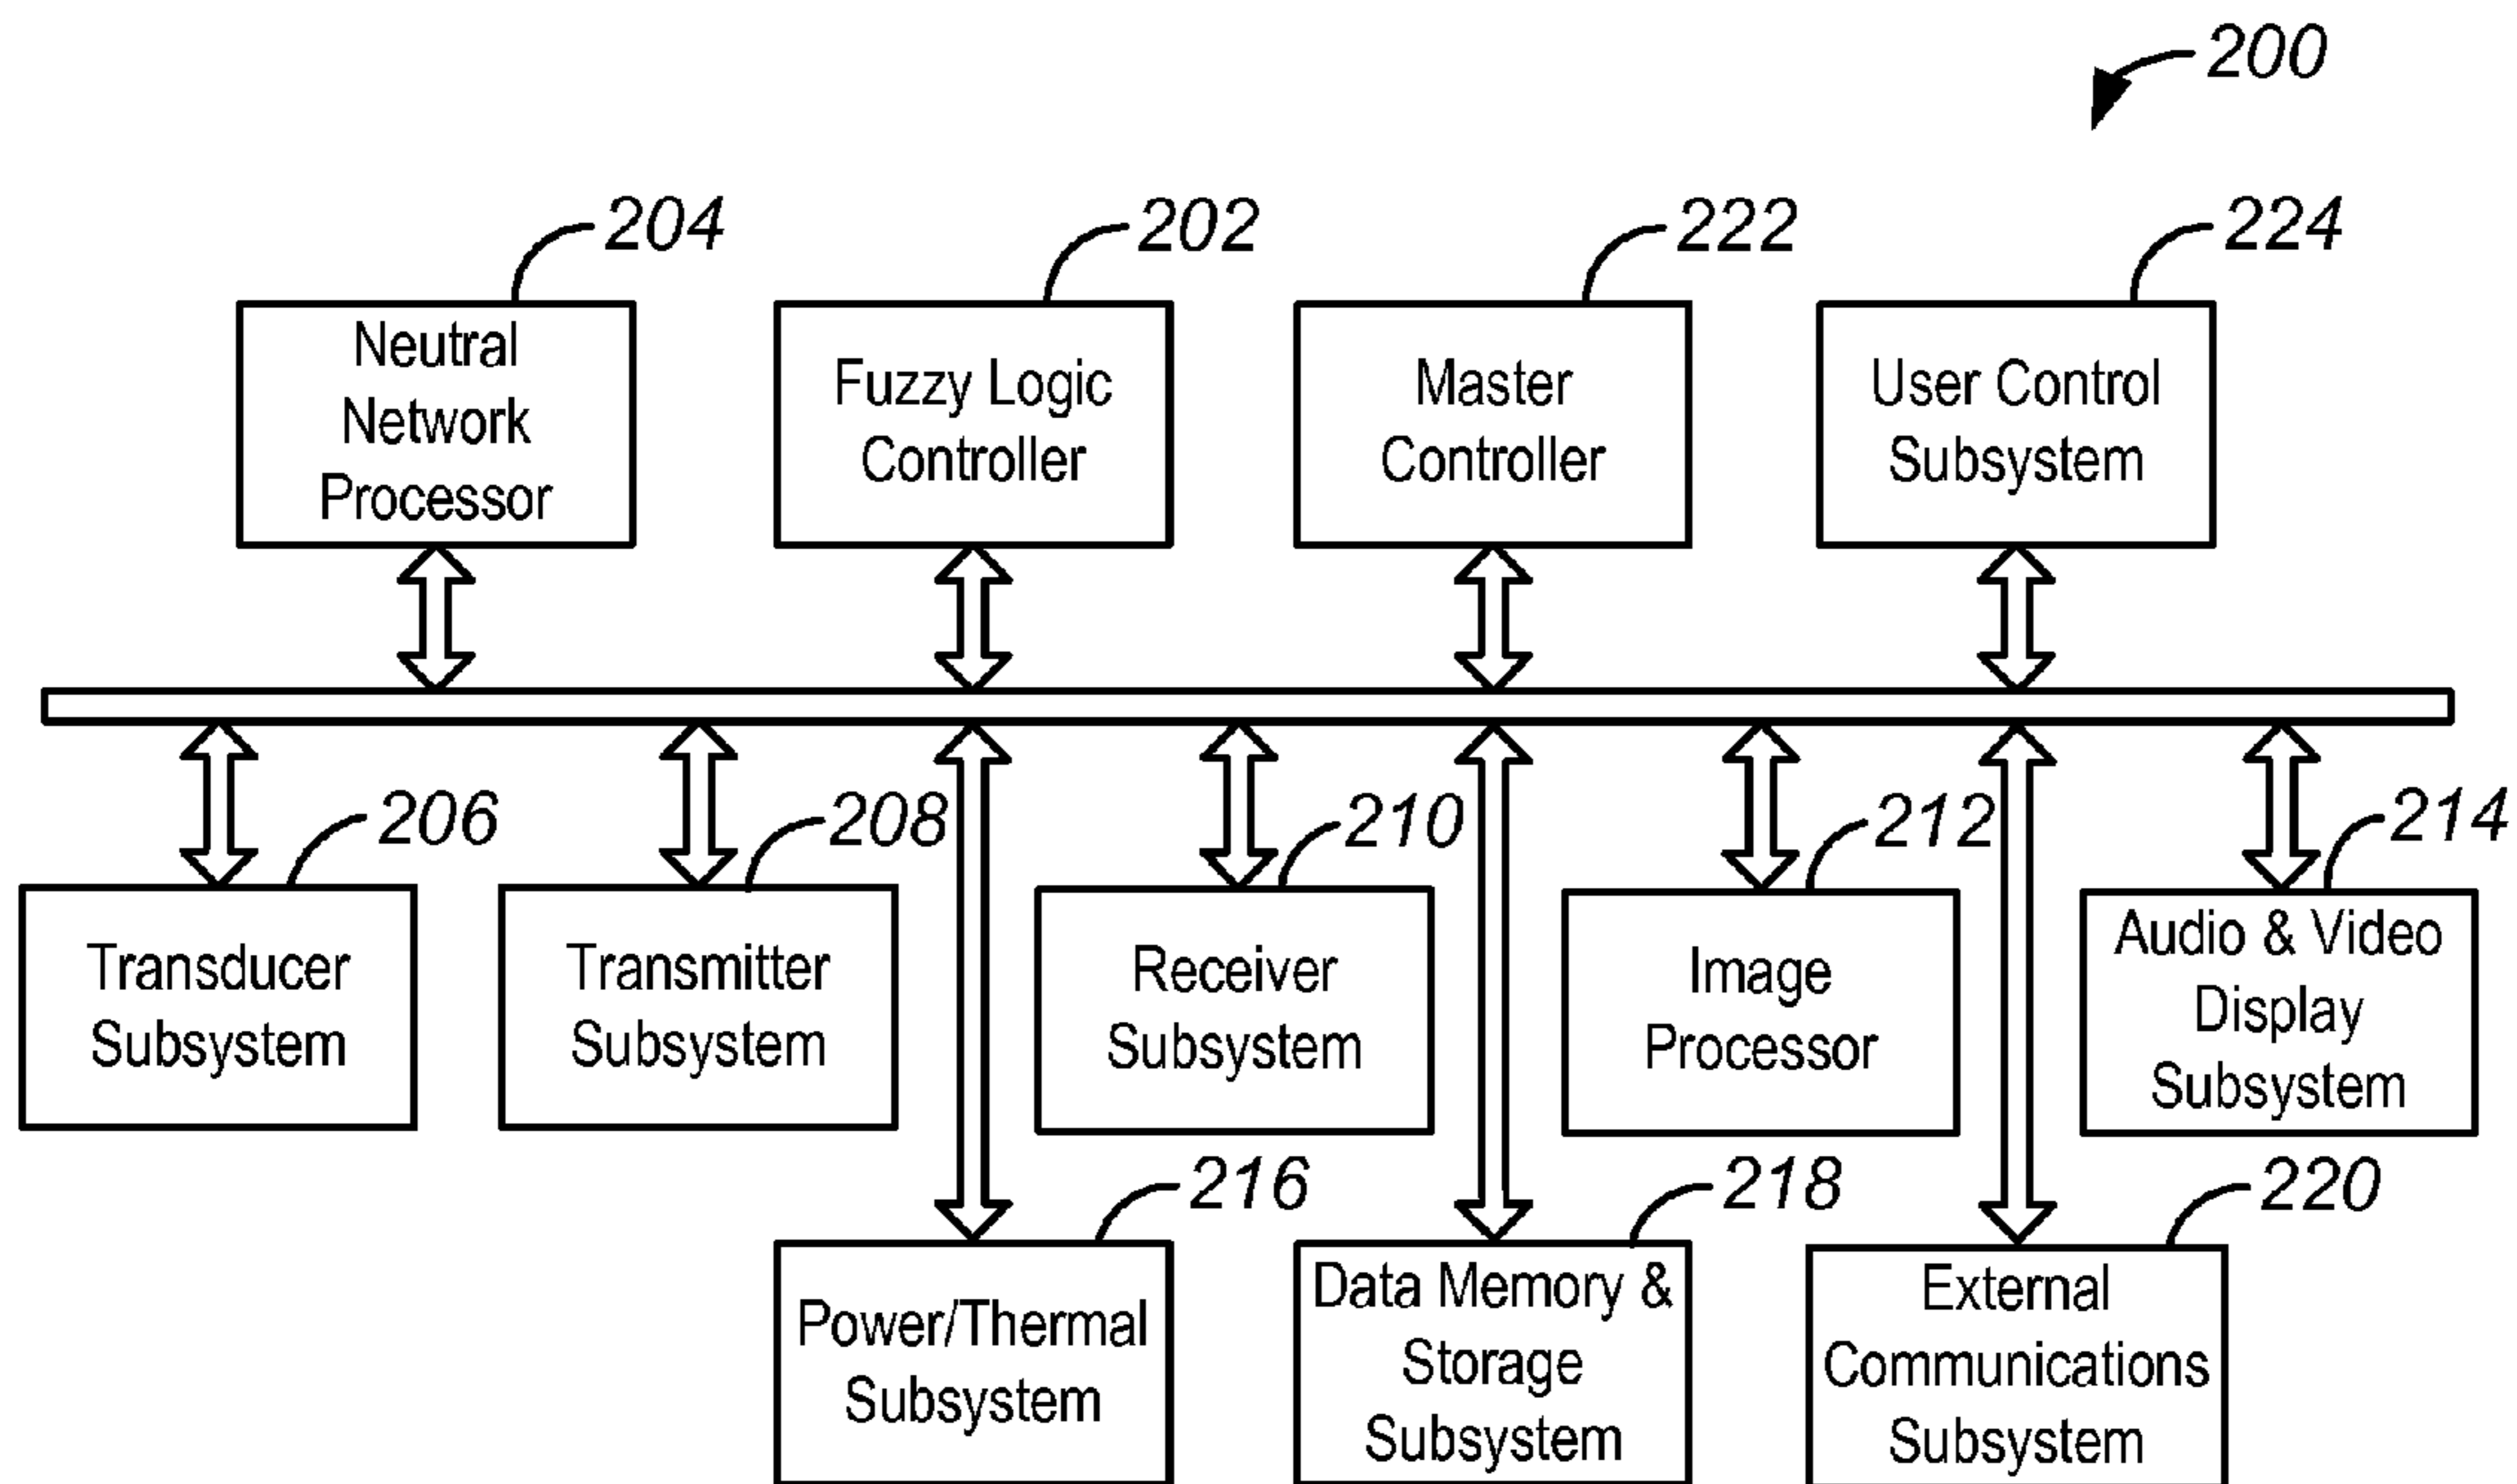 200
204
202
222
224
Neutral
Network
Processor
Fuzzy Logic
Controller
Master
Controller
User Control
Subsystem
206
208
210
212
214
Transducer
Subsystem
Transmitter
Subsystem
Receiver
Subsystem
Image
Processor
Audio & Video
Display
Subsystem
216
218
220
Power/Thermal
Subsystem
Data Memory &
Storage
Subsystem
External
Communications
Subsystem